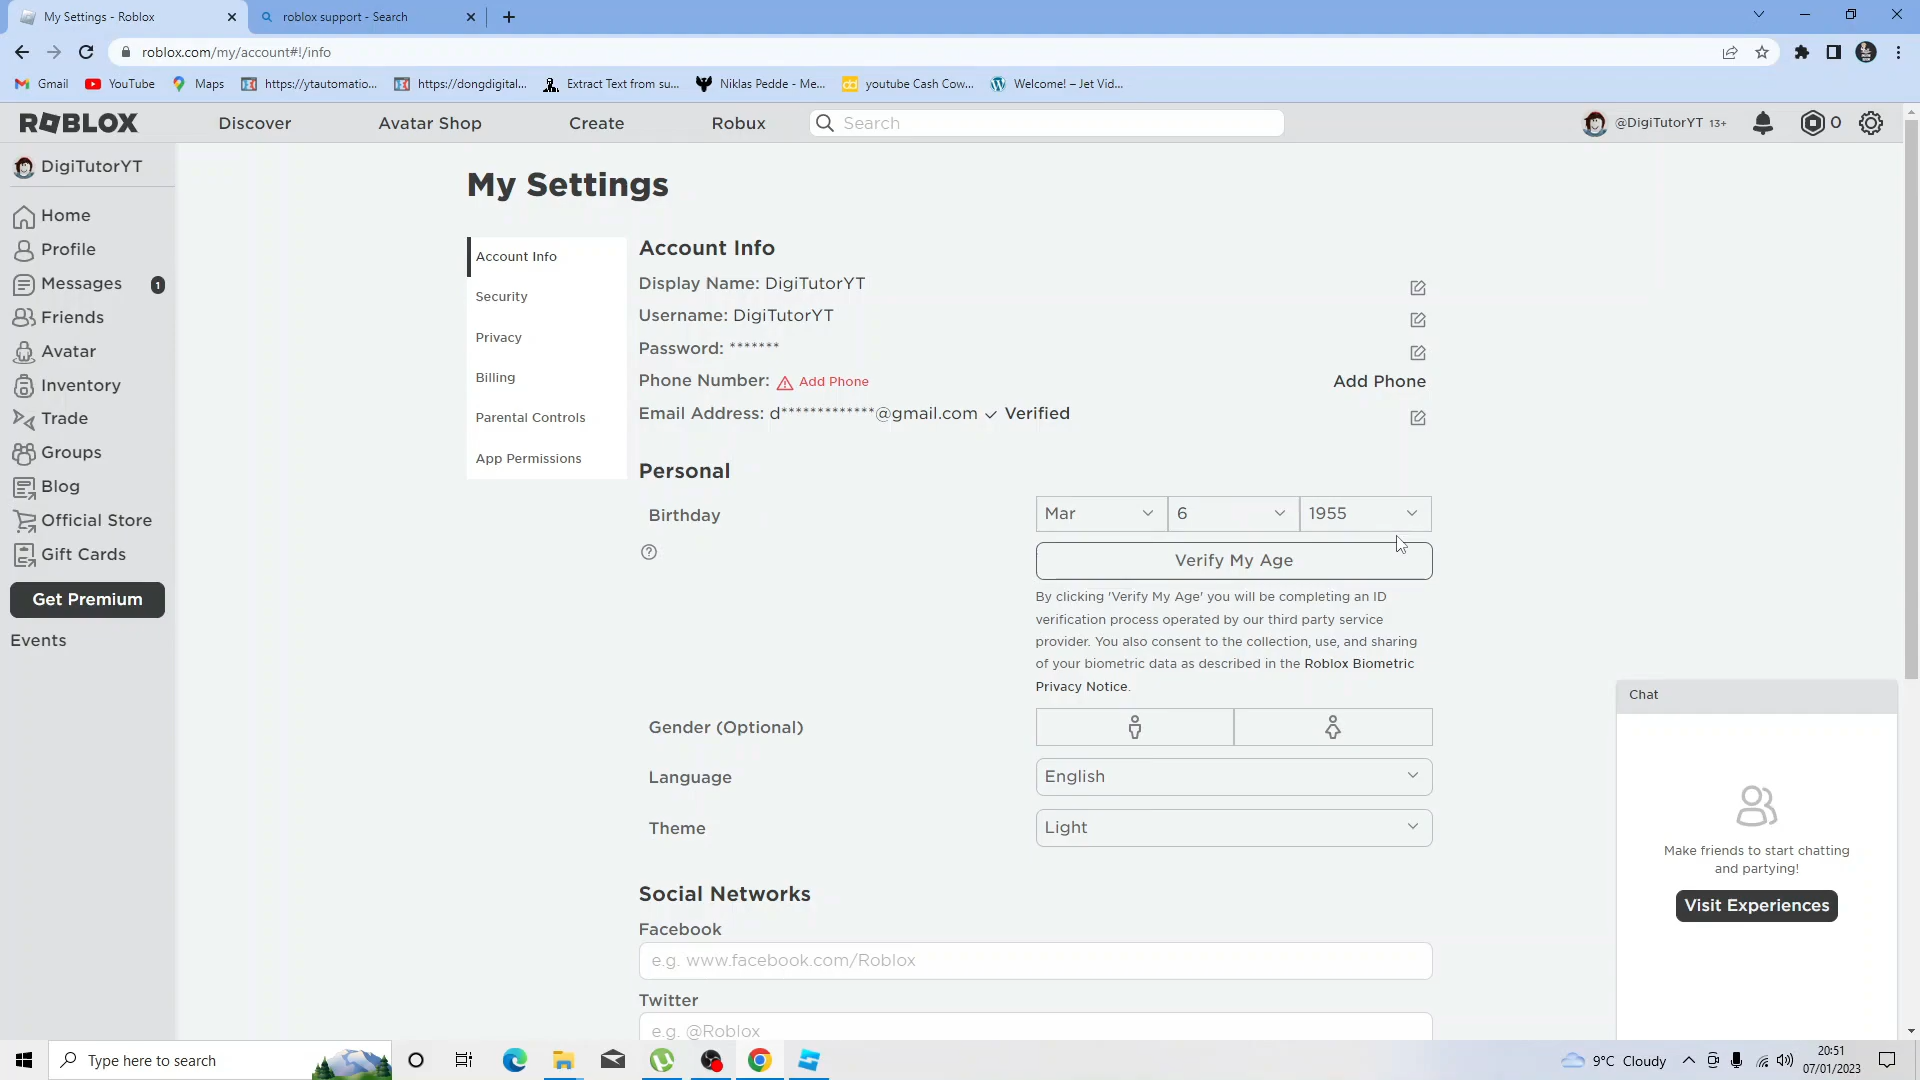 My Settings - Roblox
roblox support - Search
roblox.com/my/account#!/info
Gmail
YouTube
Maps
https://ytautomatio...
https://dongdigital...
Extract Text from su...
Niklas Pedde - Me...
youtube Cash Cow...
Welcome! – Jet Vid...
ROBLOX
Discover
Avatar Shop
Create
Robux
Search
@DigiTutorYT 13+
0
DigiTutorYT
Home
Profile
Messages 1
Friends
Avatar
Inventory
Trade
Groups
Blog
Official Store
Gift Cards
Get Premium
Events
My Settings
Account Info
Security
Privacy
Billing
Parental Controls
App Permissions
Account Info
Display Name: DigiTutorYT
Username: DigiTutorYT
Password: *******
Phone Number: Add Phone
Add Phone
Email Address: d*************@gmail.com ✓ Verified
Personal
Birthday
Mar
6
1955
Verify My Age
By clicking 'Verify My Age' you will be completing an ID
verification process operated by our third party service
provider. You also consent to the collection, use, and sharing
of your biometric data as described in the Roblox Biometric
Privacy Notice.
Gender (Optional)
Language
English
Theme
Light
Social Networks
Facebook
e.g. www.facebook.com/Roblox
Twitter
e.g. @Roblox
Chat
Make friends to start chatting
and partying!
Visit Experiences
Type here to search
9°C Cloudy
20:51
07/01/2023